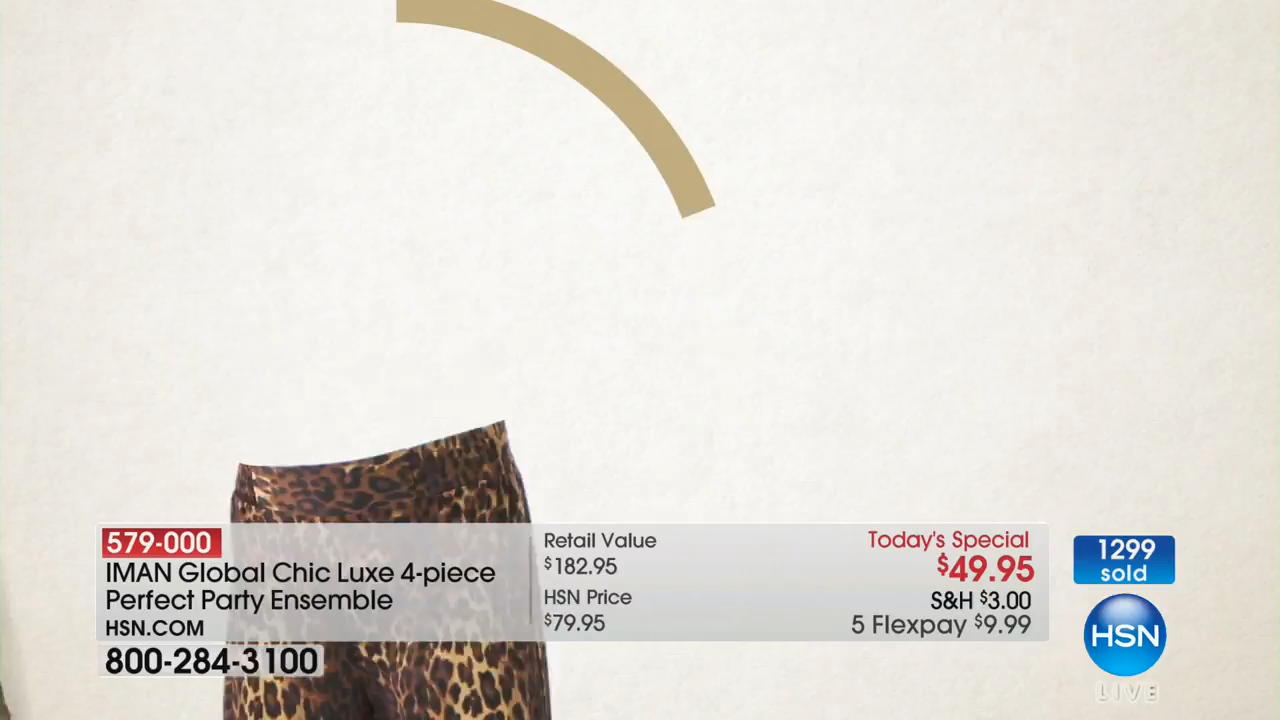 579-000
IMAN Global Chic Luxe 4-piece
Perfect Party Ensemble
HSN.COM
800-284-3100
Retail Value
$182.95
HSN Price
$79.95
Today's Special
$49.95
S&H $3.00
5 Flexpay $9.99
1299
sold
HSN
LIVE